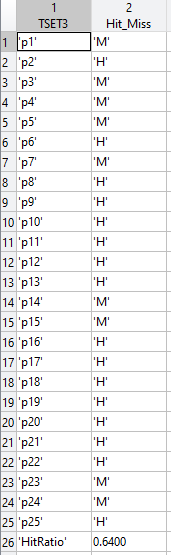 1 2
TSET3 Hit_Miss
1 'p1' 'M'
2 'p2' 'H'
3 'p3' 'M'
4 'p4' 'M'
5 'p5' 'M'
6 'p6' 'H'
7 'p7' 'M'
8 'p8' 'H'
9 'p9' 'H'
10 'p10' 'H'
11 'p11' 'H'
12 'p12' 'H'
13 'p13' 'H'
14 'p14' 'M'
15 'p15' 'M'
16 'p16' 'H'
17 'p17' 'H'
18 'p18' 'H'
19 'p19' 'H'
20 'p20' 'H'
21 'p21' 'H'
22 'p22' 'H'
23 'p23' 'M'
24 'p24' 'M'
25 'p25' 'H'
26 'HitRatio' 0.6400